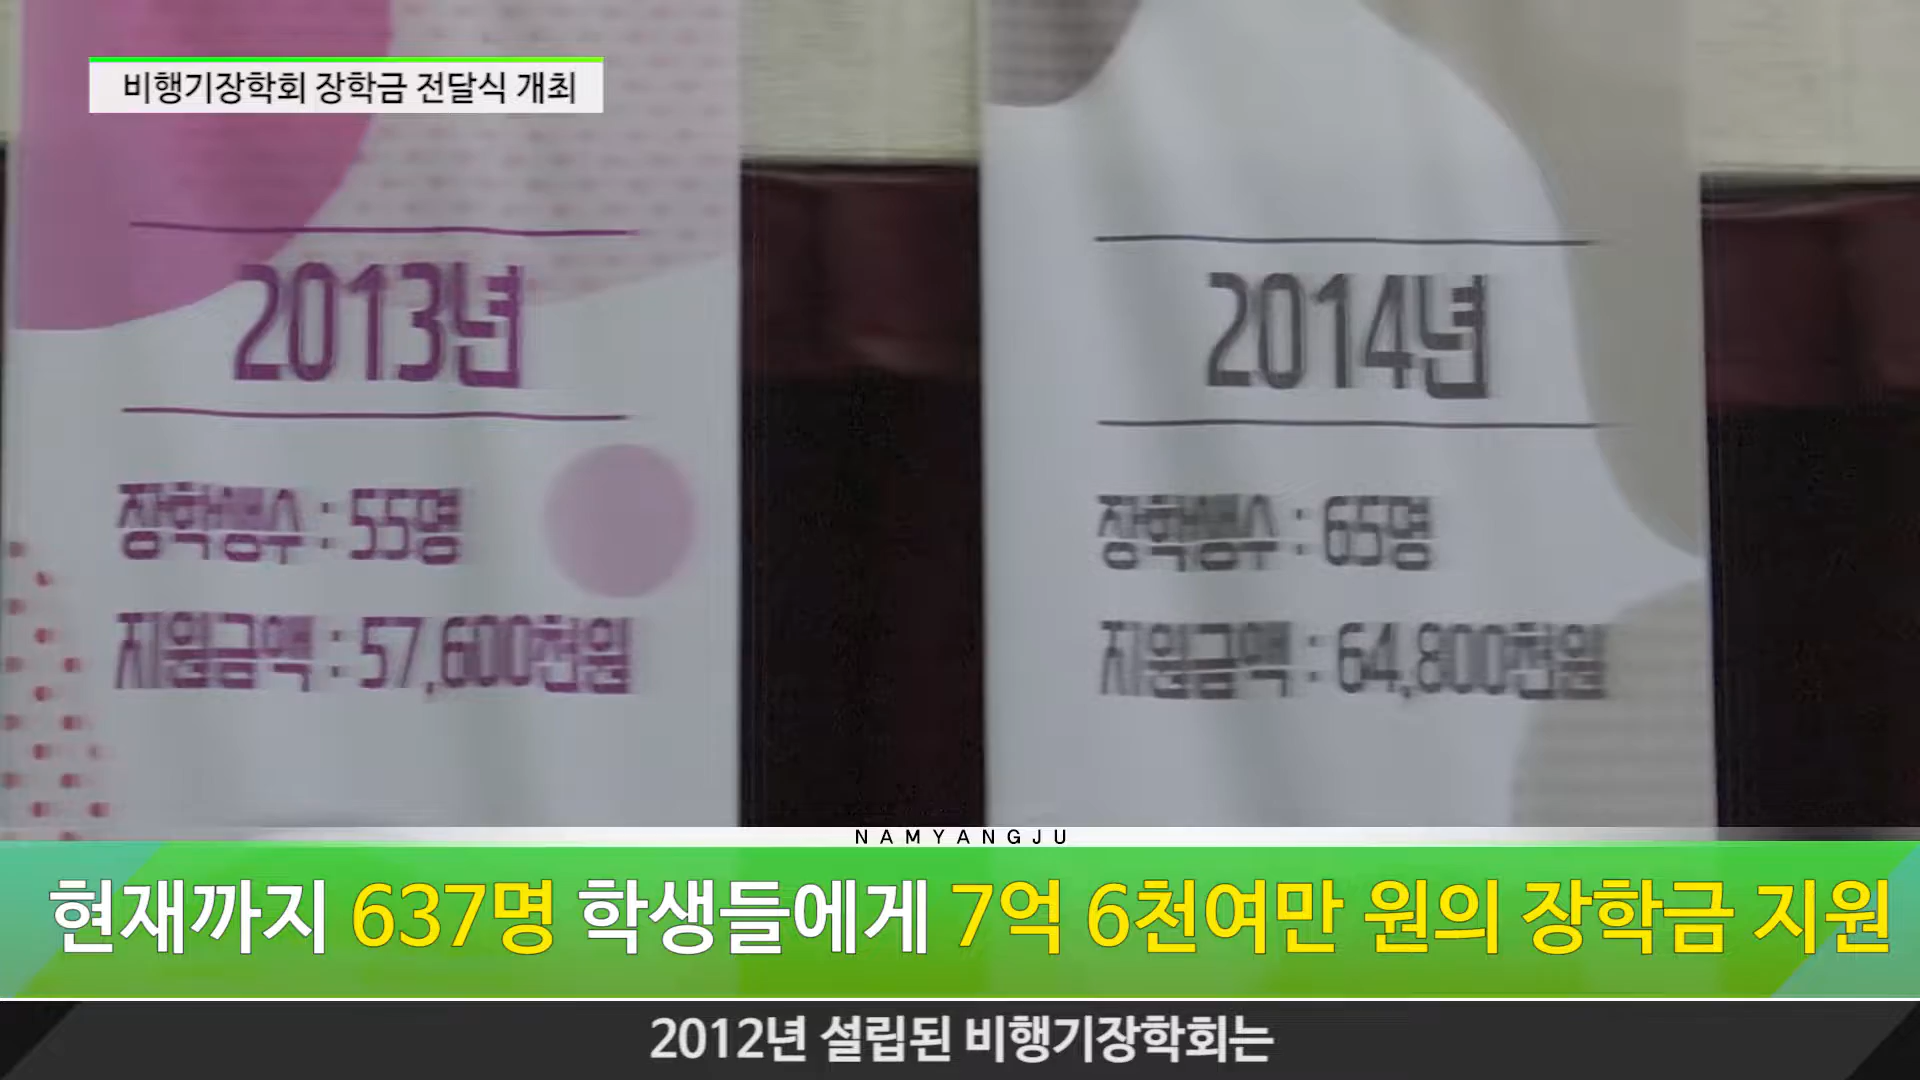 비행기장학회 장학금 전달식 개최
2013년
장학생수 : 55명
지원금액 : 57,600천원
2014년
장학생수 : 65명
지원금액 : 64,800천원
NAMYANGJU
현재까지 637명 학생들에게 7억 6천여만 원의 장학금 지원
2012년 설립된 비행기장학회는